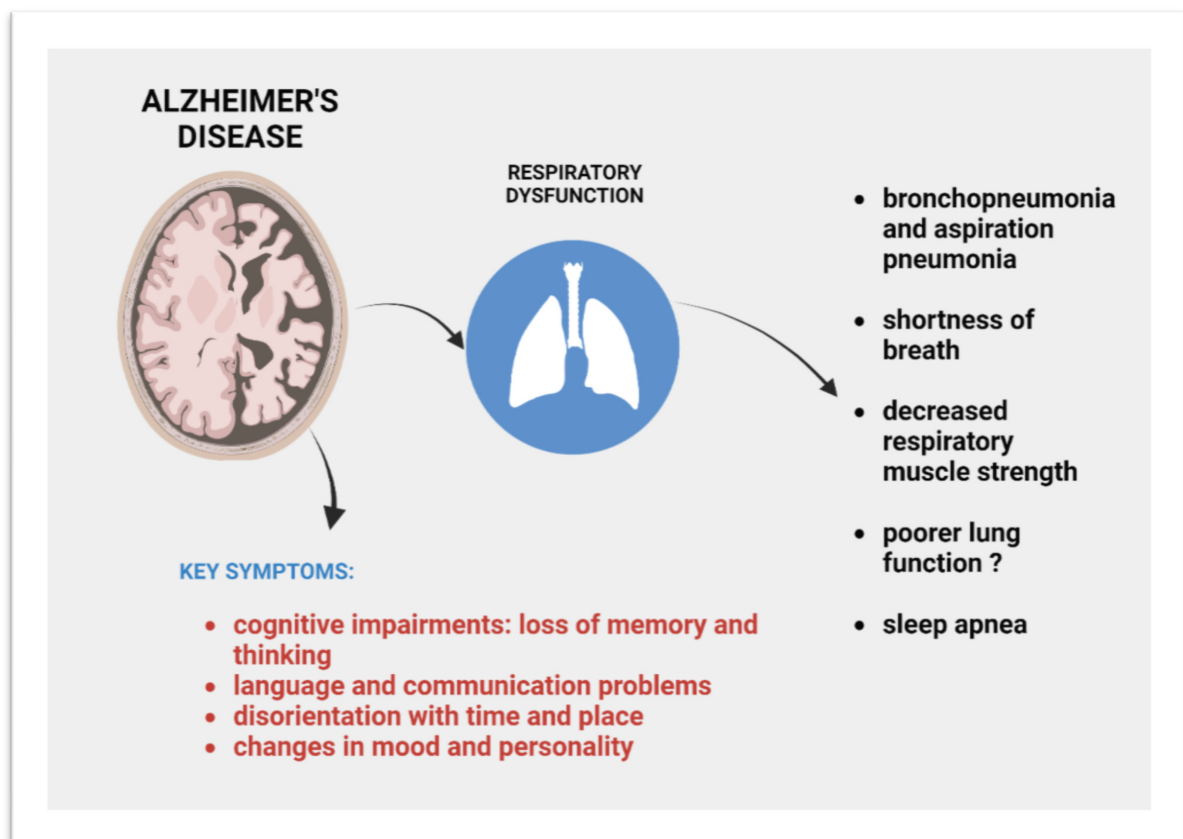 ALZHEIMER'S
DISEASE
RESPIRATORY
DYSFUNCTION
• bronchopneumonia
and aspiration
pneumonia
• shortness of
breath
• decreased
respiratory
muscle strength
• poorer lung
function ?
• sleep apnea
KEY SYMPTOMS:
• cognitive impairments: loss of memory and
thinking
• language and communication problems
• disorientation with time and place
• changes in mood and personality